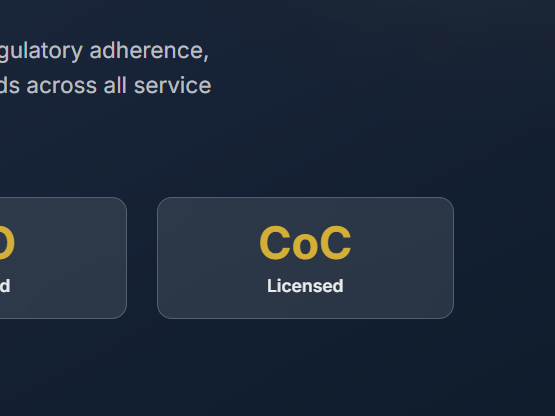 gulatory adherence,
ds across all service
CoC
Licensed